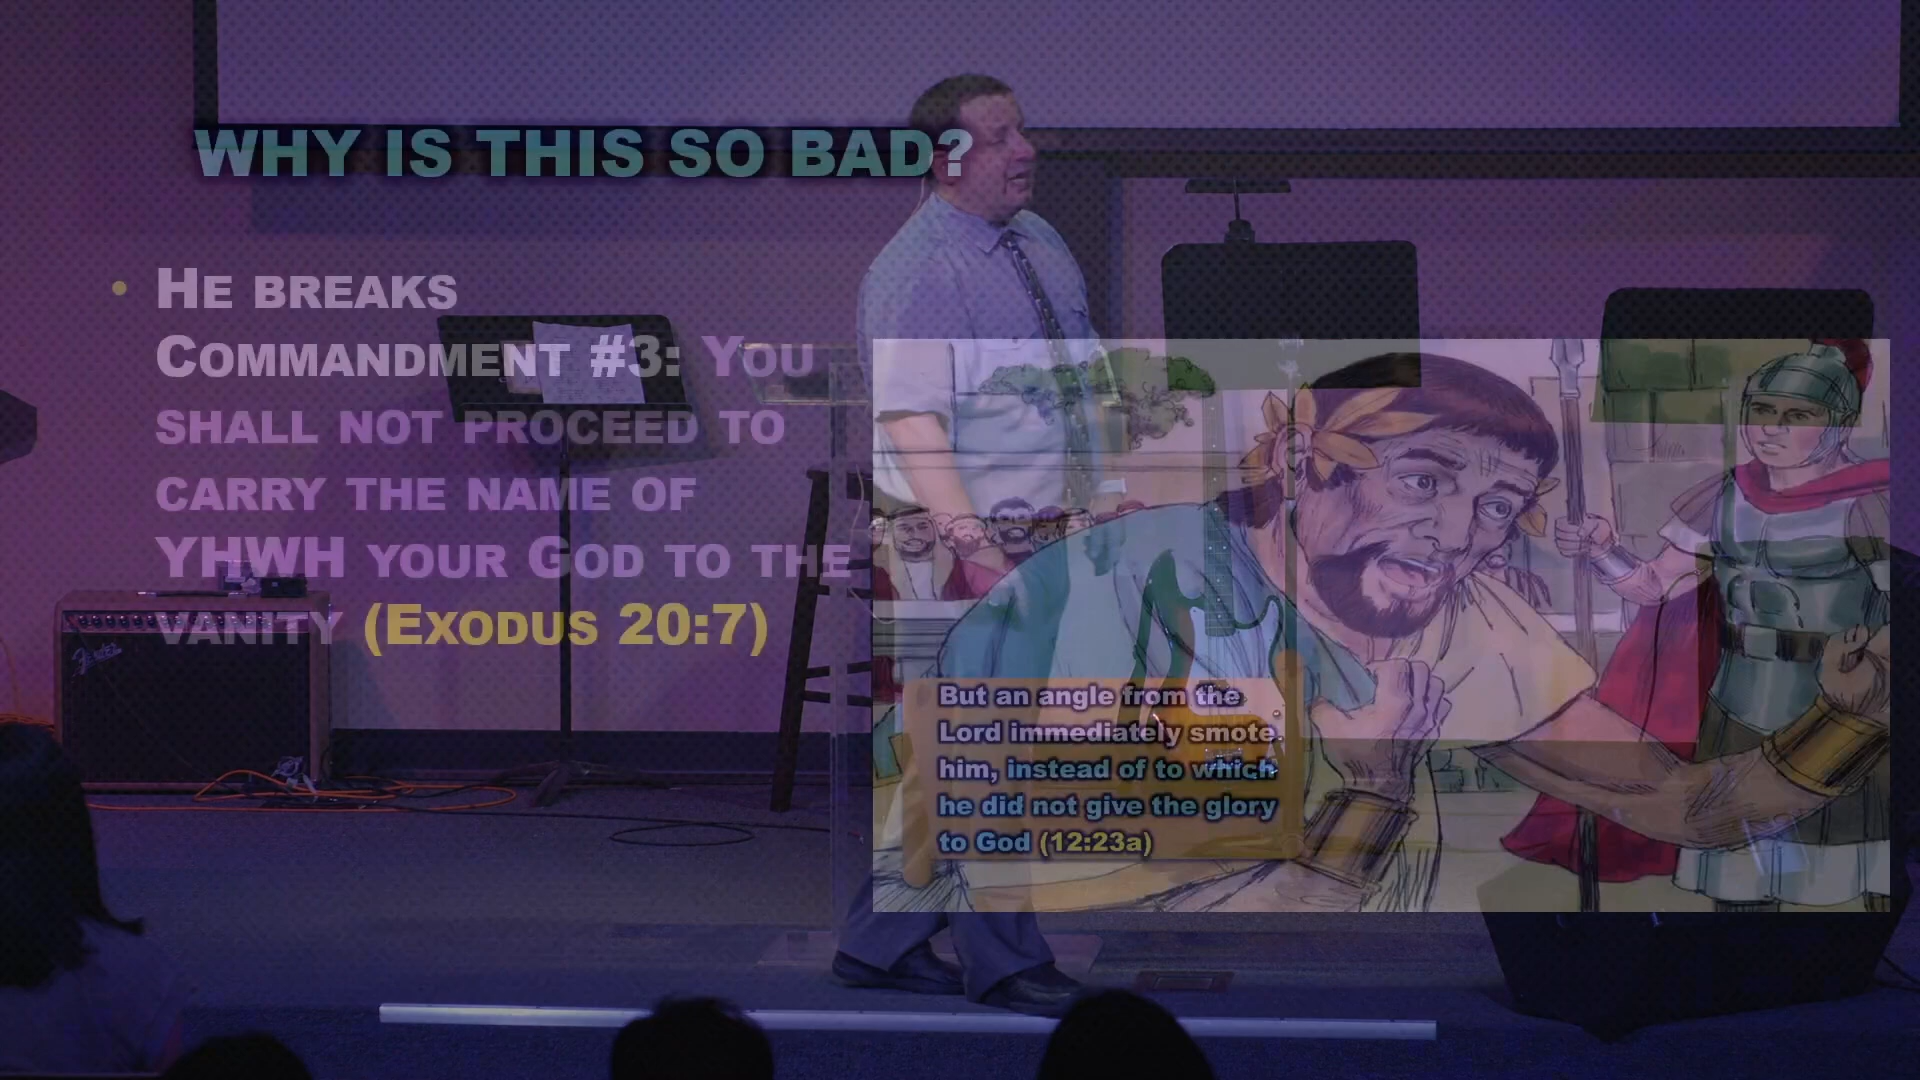 WHY IS THIS SO BAD?
• HE BREAKS
COMMANDMENT #3: YOU
SHALL NOT PROCEED TO
CARRY THE NAME OF
YHWH YOUR GOD TO THE
VANITY (EXODUS 20:7)
Fender
But an angle from the
Lord immediately smote
him, instead of to which
he did not give the glory
to God (12:23a)